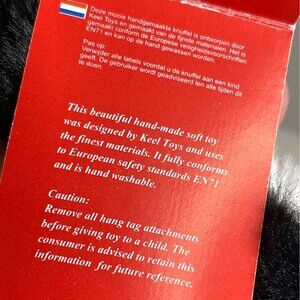 Deze mooie handgemaakte knuffel is ontworpen door
Keel Toys en gemaakt van de fijnste materialen. Het is
gemaakt conform de Europese veiligheidsvoorschriften
EN71 en kan op de hand gewassen worden.
Pas op:
Verwijder alle labels voordat u de knuffel aan een kind
geeft. De gebruiker word geadviseerd ten alle tijden de
te doen.
This beautiful hand-made soft toy
was designed by Keel Toys and uses
the finest materials. It fully conforms
to European safety standards EN71
and is hand washable.
Caution:
Remove all hang tag attachments
before giving toy to a child. The
consumer is advised to retain this
information for future reference.